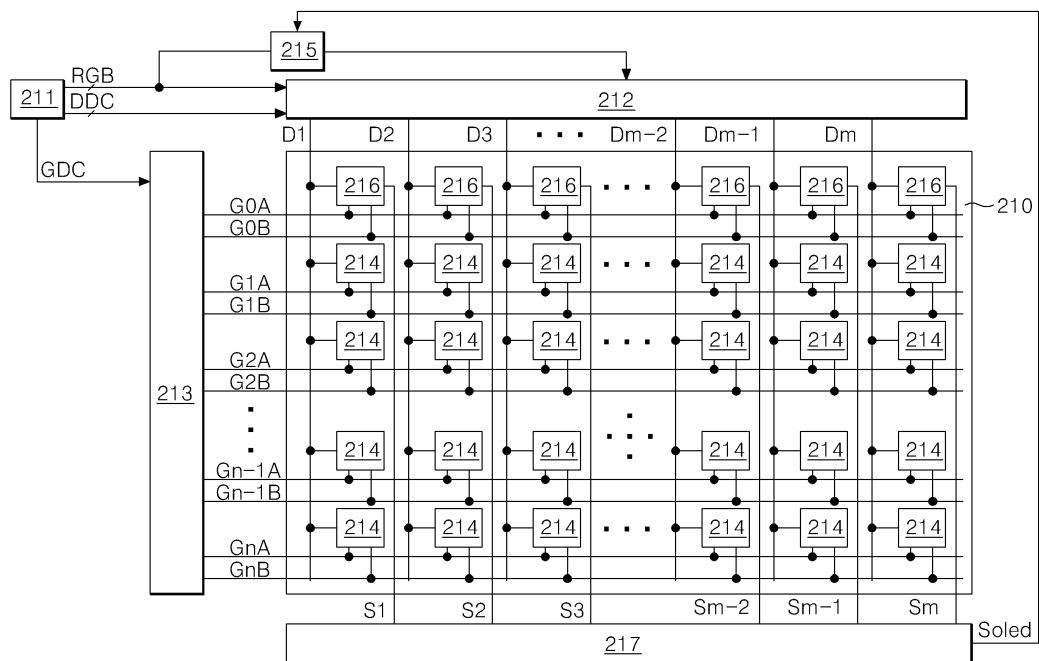 215
RGB
211
DDC
212
D1 D2 D3 Dm-2 Dm-1 Dm
GDC
216 216 216 216 216 216
G0A
210
G0B
214 214 214 214 214 214
G1A
G1B
214 214 214 214 214 214
G2A
G2B
213
214 214 214 214 214 214
Gn-1A
Gn-1B
214 214 214 214 214 214
GnA
GnB
S1 S2 S3 Sm-2 Sm-1 Sm
Soled
217